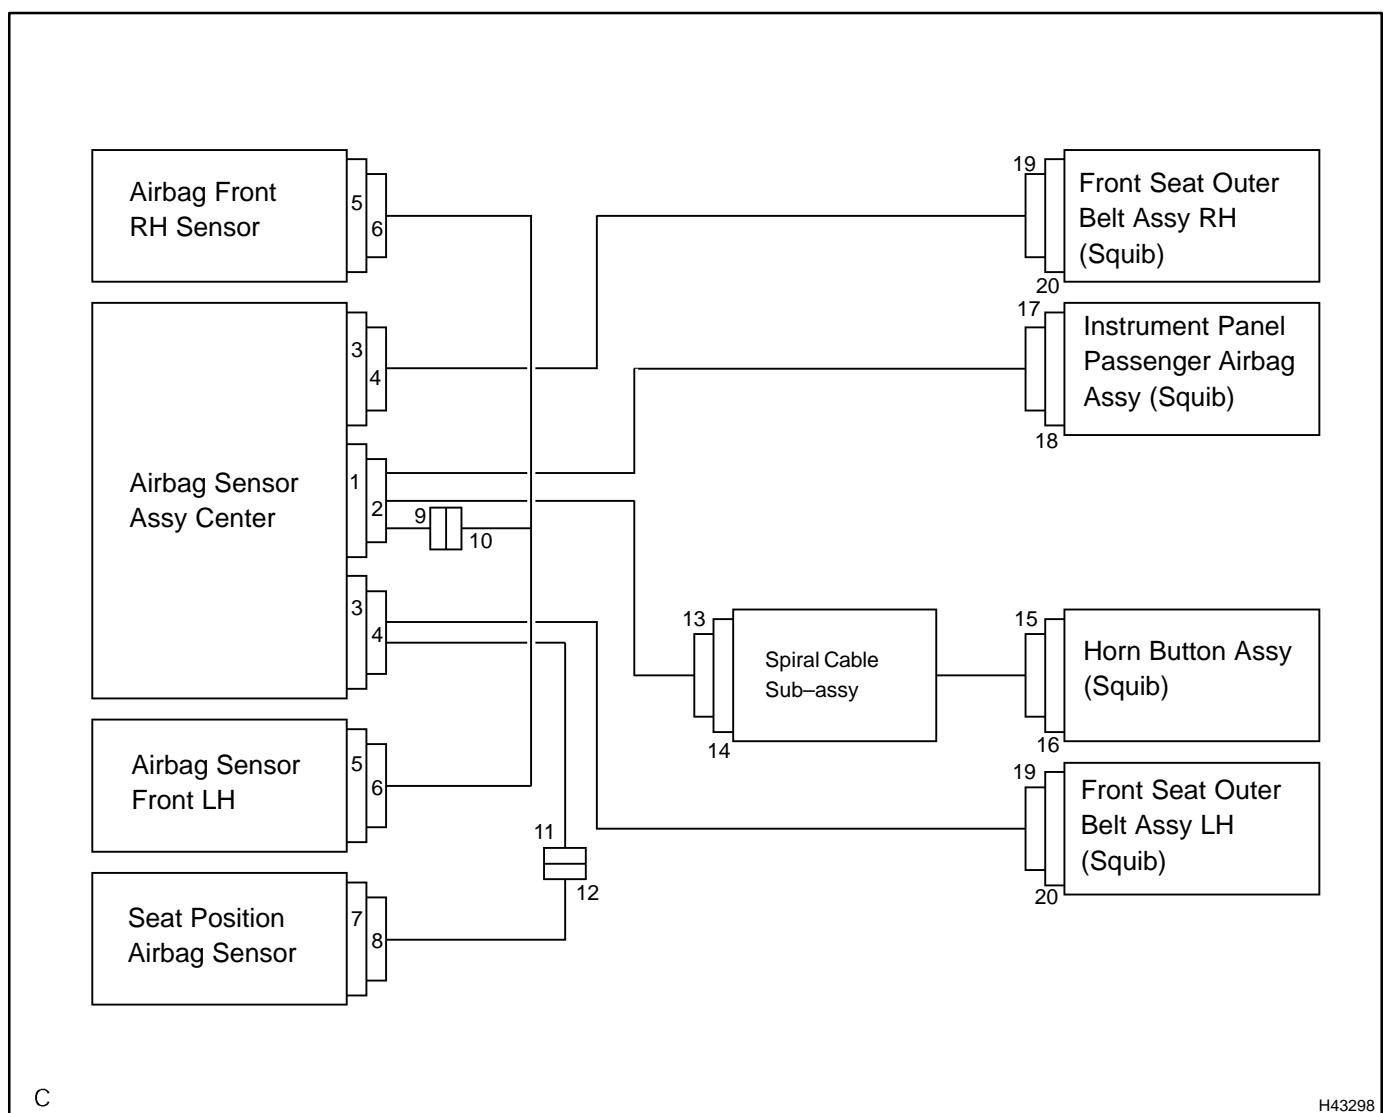 Airbag Front
RH Sensor
5
6
19
Front Seat Outer
Belt Assy RH
(Squib)
20
Airbag Sensor
Assy Center
3
4
1
2
9
10
3
4
17
Instrument Panel
Passenger Airbag
Assy (Squib)
18
13
Spiral Cable
Sub–assy
14
15
Horn Button Assy
(Squib)
16
Airbag Sensor
Front LH
5
6
11
12
19
Front Seat Outer
Belt Assy LH
(Squib)
20
Seat Position
Airbag Sensor
7
8
C
H43298